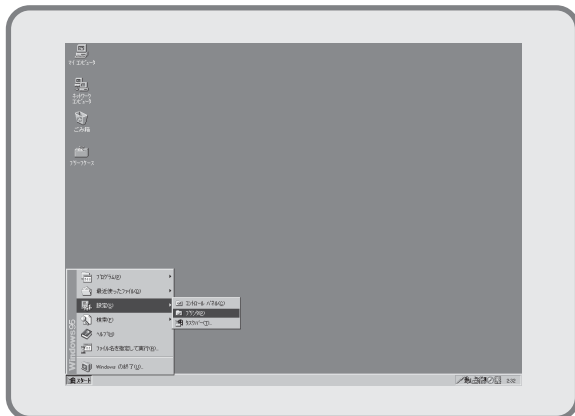 マイ コンピュータ
ネットワーク
コンピュータ
ごみ箱
ブリーフケース
プログラム(P)
最近使ったファイル(D)
設定(S)
コントロール パネル(C)
プリンタ(P)
タスクバー(T)...
検索(F)
ヘルプ(H)
ファイル名を指定して実行(R)...
Windows の終了(U)...
Windows 95
スタート
2:32